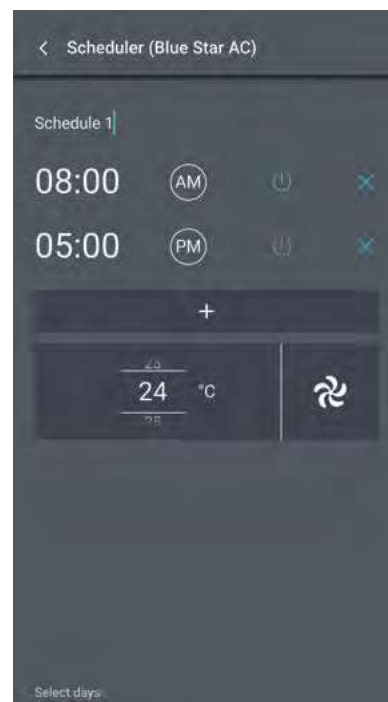 Scheduler (Blue Star AC)
Schedule 1
08:00 AM
05:00 PM
+
23
24 °C
25
Select days